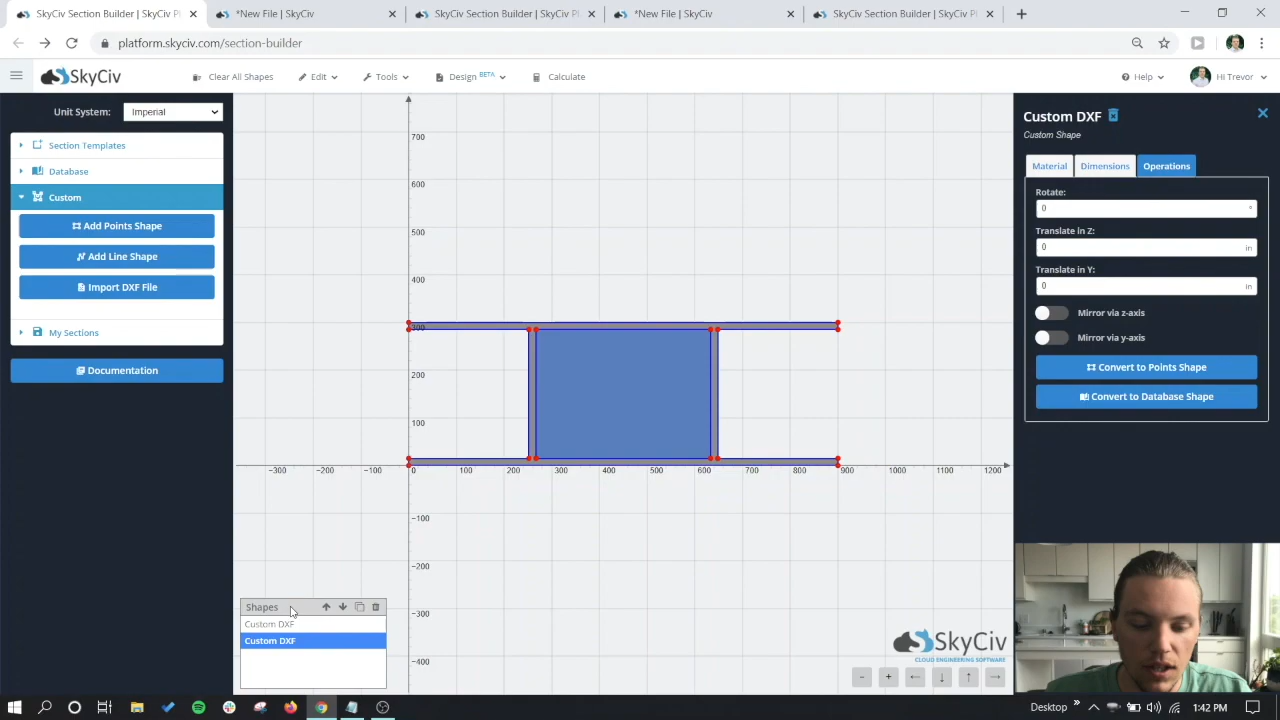 SkyCiv Section Builder | SkyCiv Pl
*New File | SkyCiv
SkyCiv Section Builder | SkyCiv Pl
*New File | SkyCiv
SkyCiv Section Builder | SkyCiv Pl
platform.skyciv.com/section-builder
SkyCiv
Clear All Shapes
Edit
Tools
Design BETA
Calculate
Help
Hi Trevor
Unit System:
Imperial
Section Templates
Database
Custom
Add Points Shape
Add Line Shape
Import DXF File
My Sections
Documentation
700
600
500
400
300
200
100
−300
−200
−100
0
100
200
300
400
500
600
700
800
900
1000
1100
1200
−100
−200
−300
−400
Shapes
Custom DXF
Custom DXF
SkyCiv
CLOUD ENGINEERING SOFTWARE
Custom DXF
Custom Shape
Material
Dimensions
Operations
Rotate:
0
°
Translate in Z:
0
in
Translate in Y:
0
in
Mirror via z-axis
Mirror via y-axis
Convert to Points Shape
Convert to Database Shape
Desktop
1:42 PM